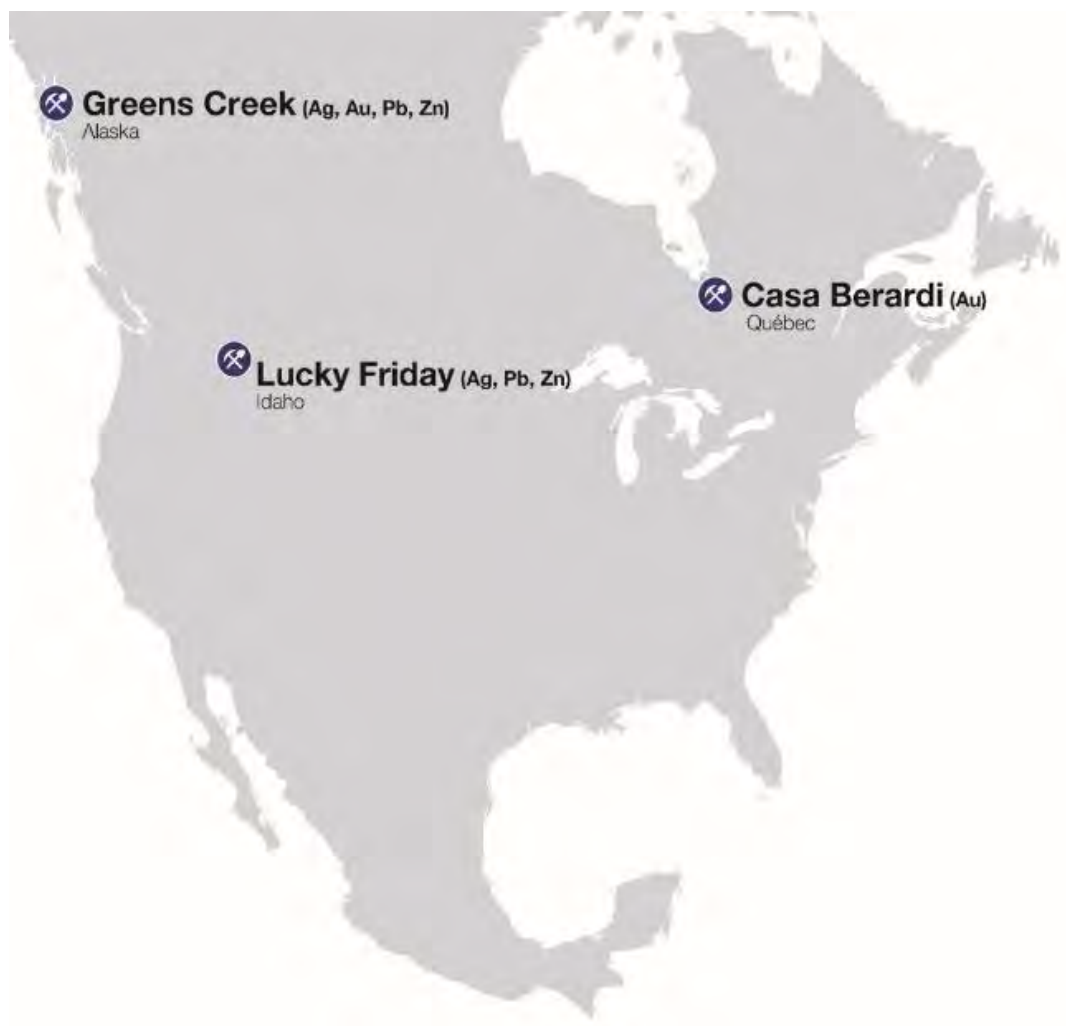 Greens Creek (Ag, Au, Pb, Zn)
Alaska
Casa Berardi (Au)
Québec
Lucky Friday (Ag, Pb, Zn)
Idaho